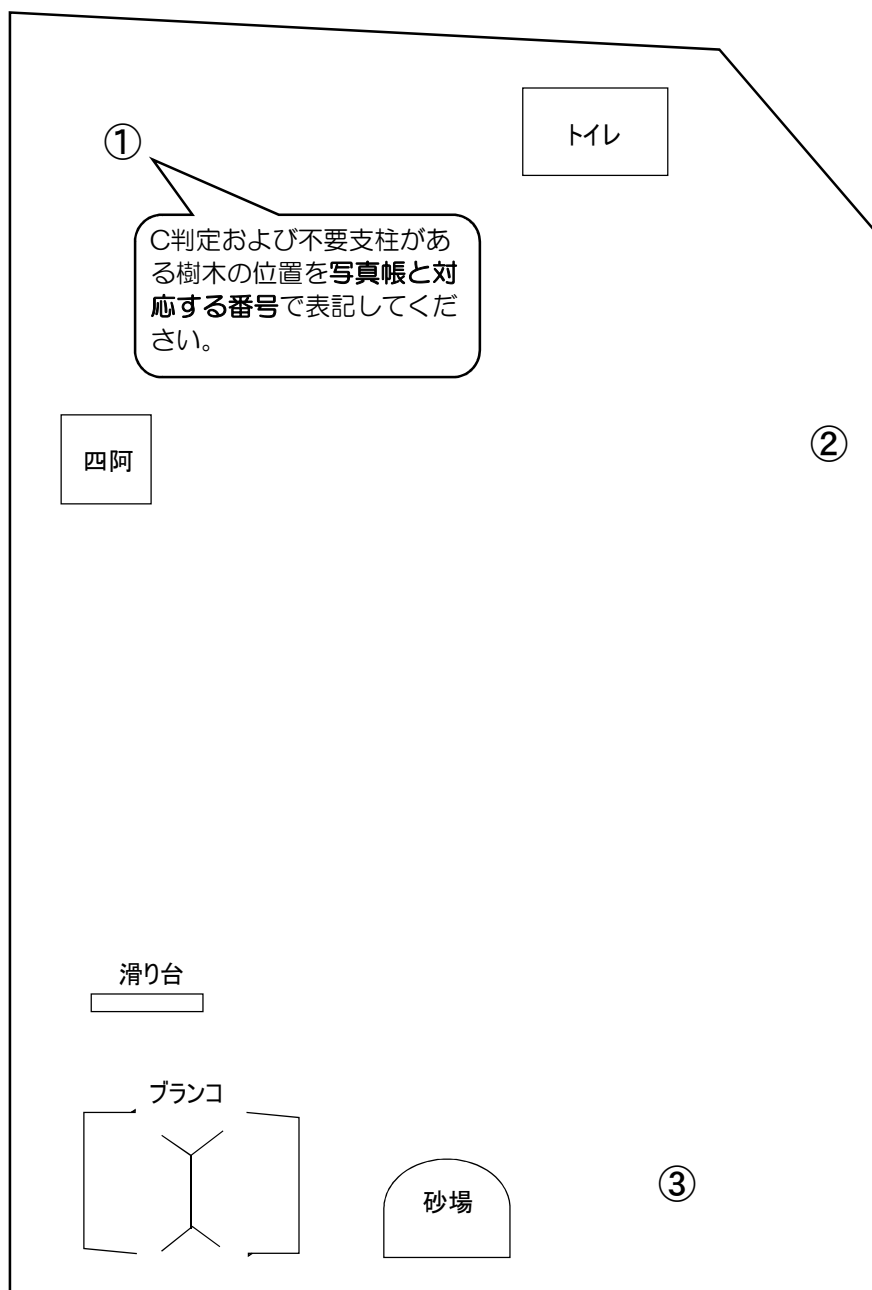 トイレ
①
C判定および不要支柱があ
る樹木の位置を写真帳と対
応する番号で表記してくだ
さい。
②
四阿
滑り台
ブランコ
砂場
③